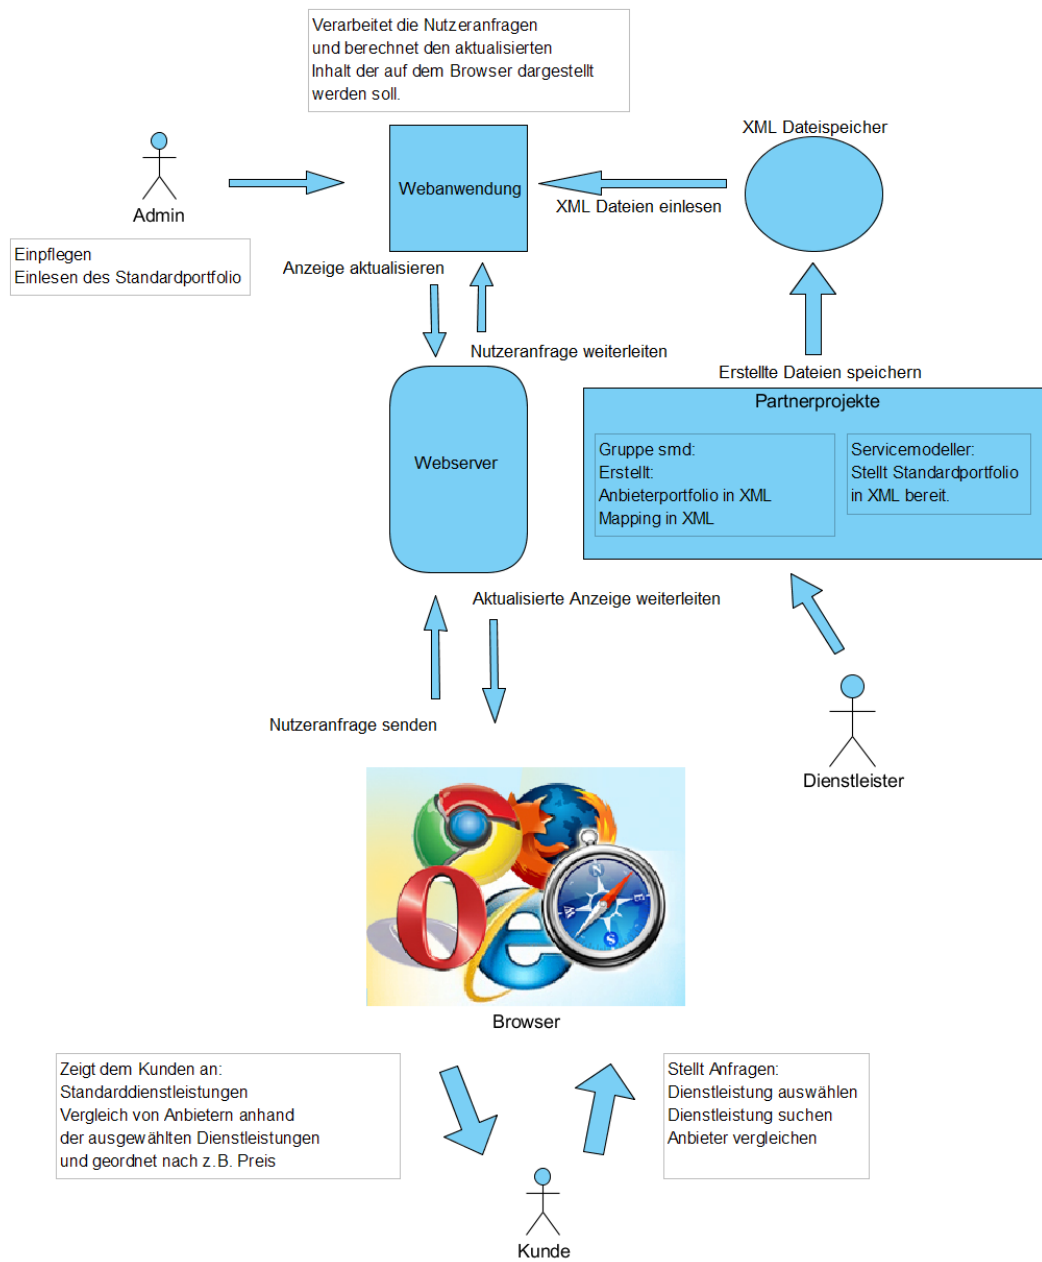 Verarbeitet die Nutzeranfragen
und berechnet den aktualisierten
Inhalt der auf dem Browser dargestellt
werden soll.
XML Dateispeicher
Webanwendung
XML Dateien einlesen
Admin
Einpflegen
Einlesen des Standardportfolio
Anzeige aktualisieren
Nutzeranfrage weiterleiten
Erstellte Dateien speichern
Partnerprojekte
Gruppe smd:
Erstellt:
Anbieterportfolio in XML
Mapping in XML
Servicemodeller:
Stellt Standardportfolio
in XML bereit.
Webserver
Aktualisierte Anzeige weiterleiten
Nutzeranfrage senden
Dienstleister
N
E
S
W
Browser
Zeigt dem Kunden an:
Standarddienstleistungen
Vergleich von Anbietern anhand
der ausgewählten Dienstleistungen
und geordnet nach z.B. Preis
Stellt Anfragen:
Dienstleistung auswählen
Dienstleistung suchen
Anbieter vergleichen
Kunde